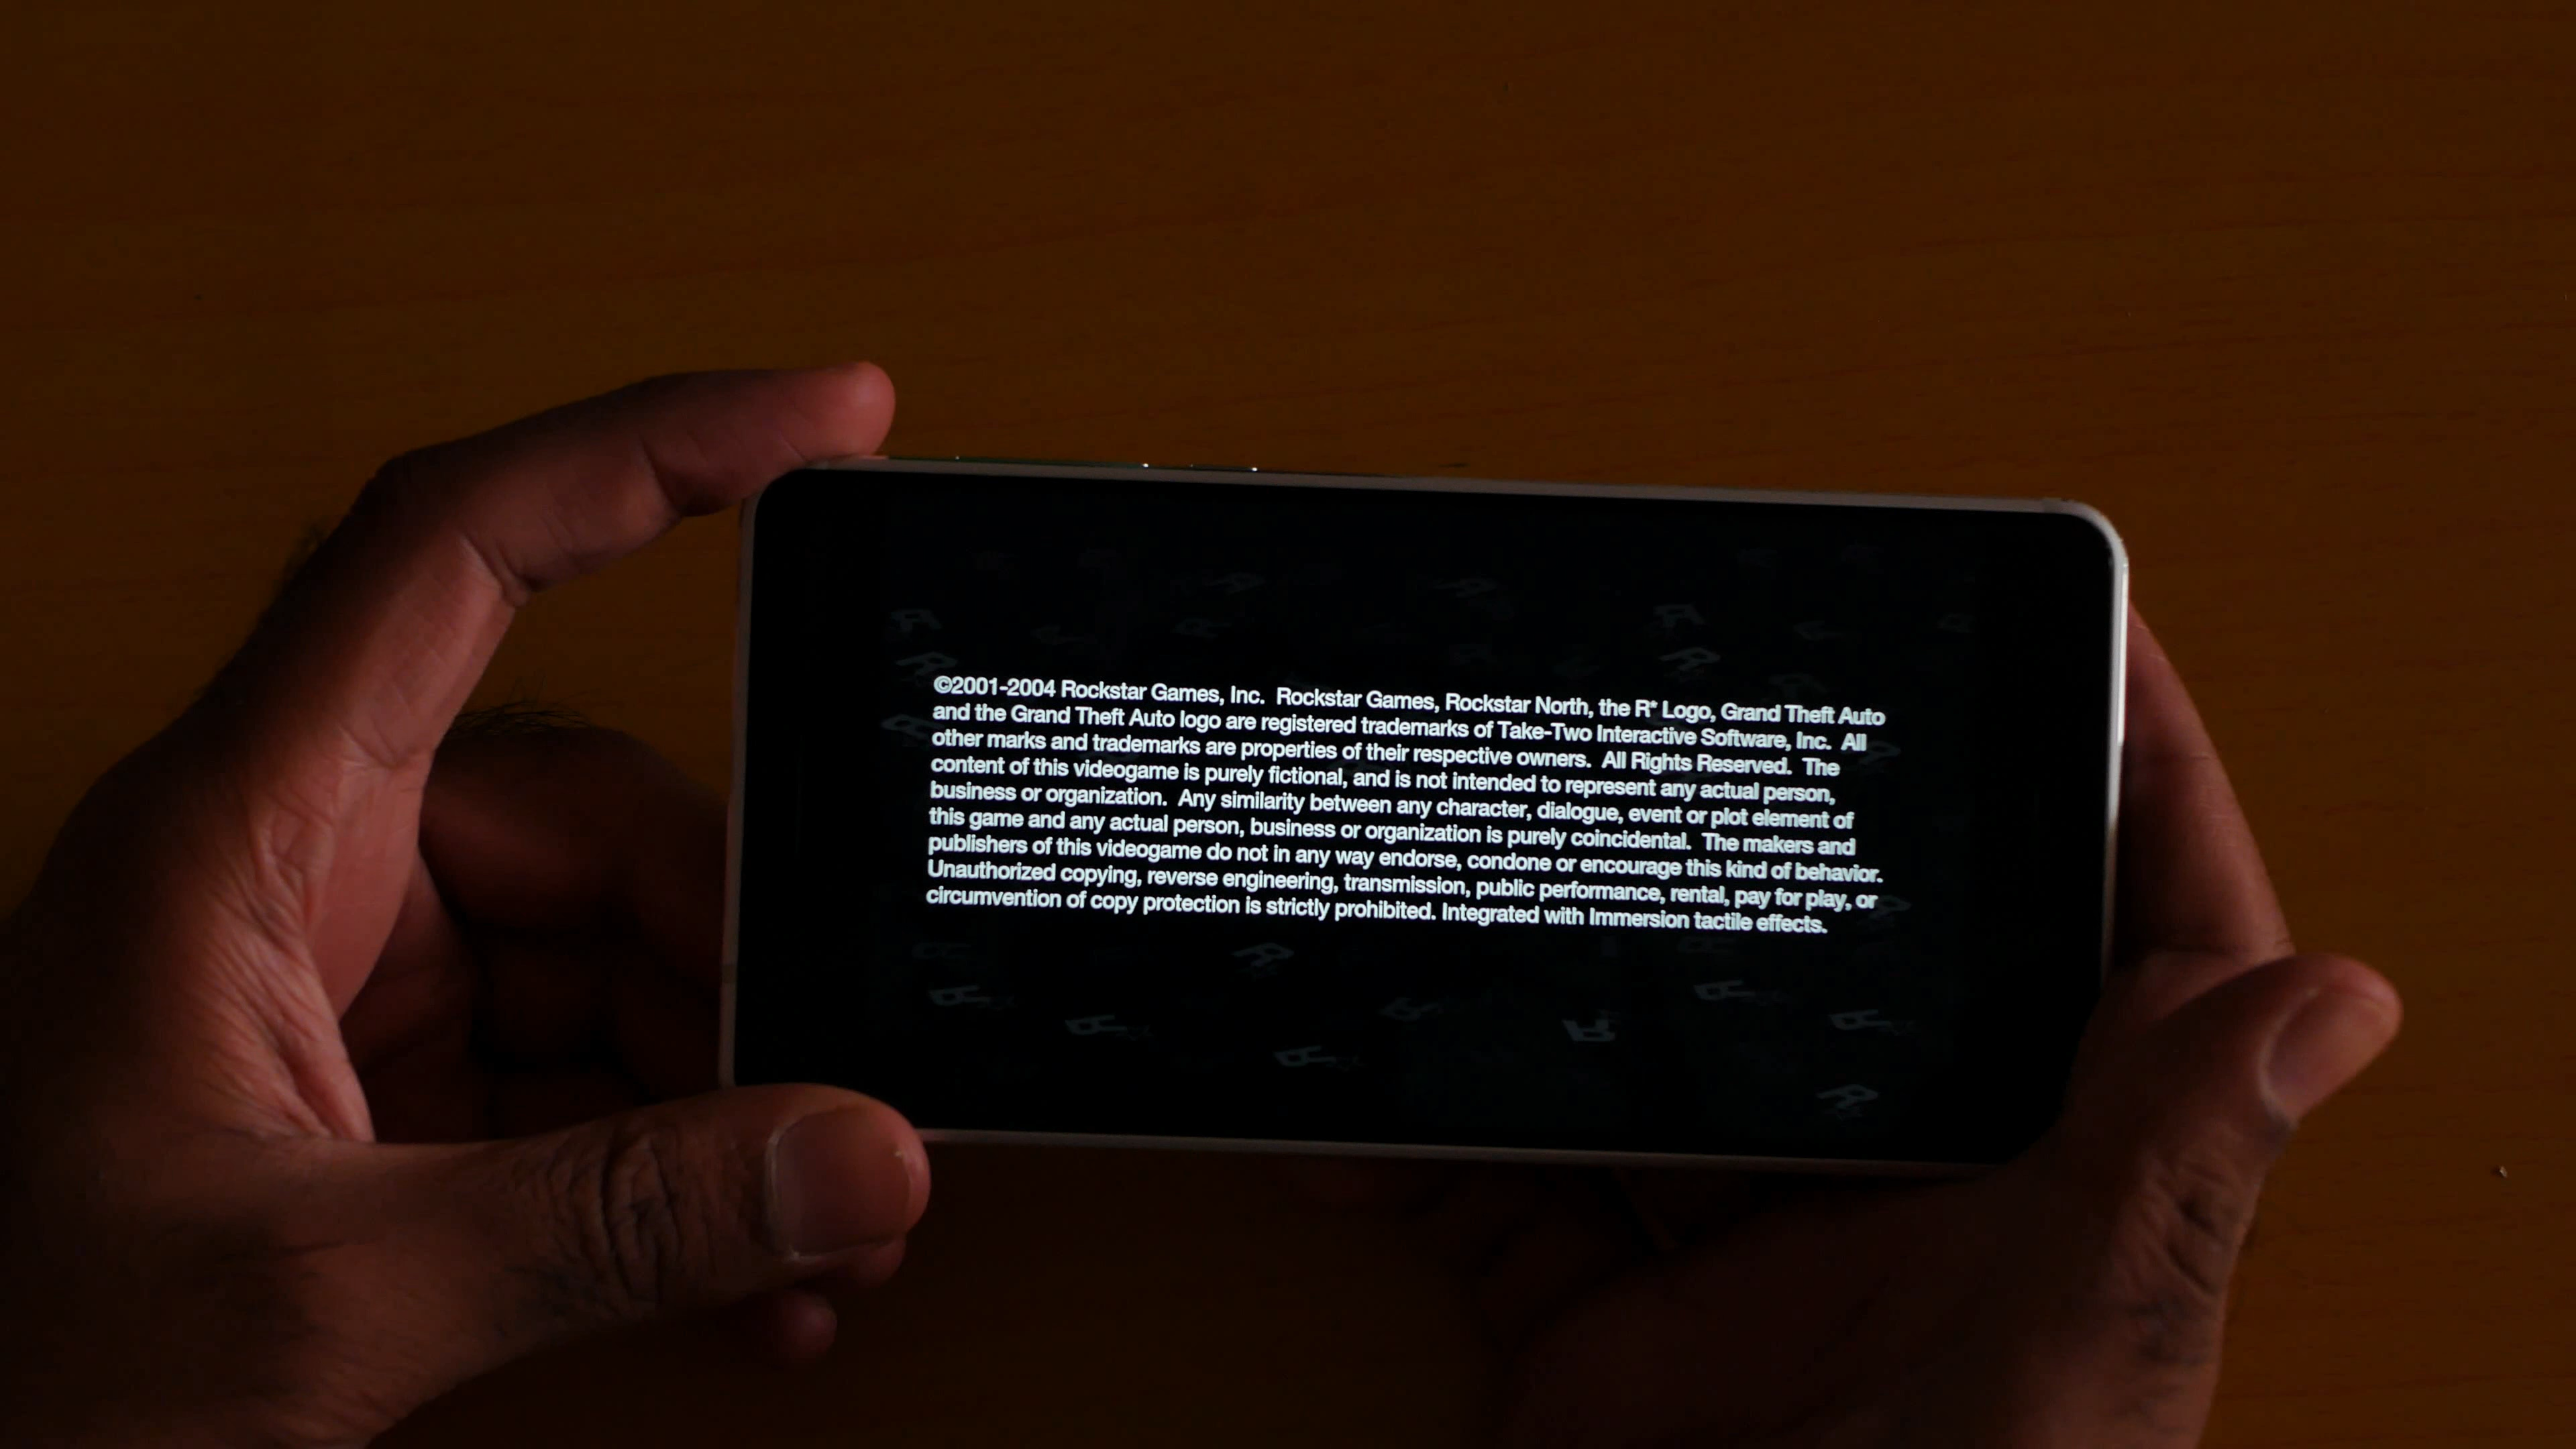 ©2001-2004 Rockstar Games, Inc.  Rockstar Games, Rockstar North, the R* Logo, Grand Theft Auto
and the Grand Theft Auto logo are registered trademarks of Take-Two Interactive Software, Inc.  All
other marks and trademarks are properties of their respective owners.  All Rights Reserved.  The
content of this videogame is purely fictional, and is not intended to represent any actual person,
business or organization.  Any similarity between any character, dialogue, event or plot element of
this game and any actual person, business or organization is purely coincidental.  The makers and
publishers of this videogame do not in any way endorse, condone or encourage this kind of behavior.
Unauthorized copying, reverse engineering, transmission, public performance, rental, pay for play, or
circumvention of copy protection is strictly prohibited. Integrated with Immersion tactile effects.